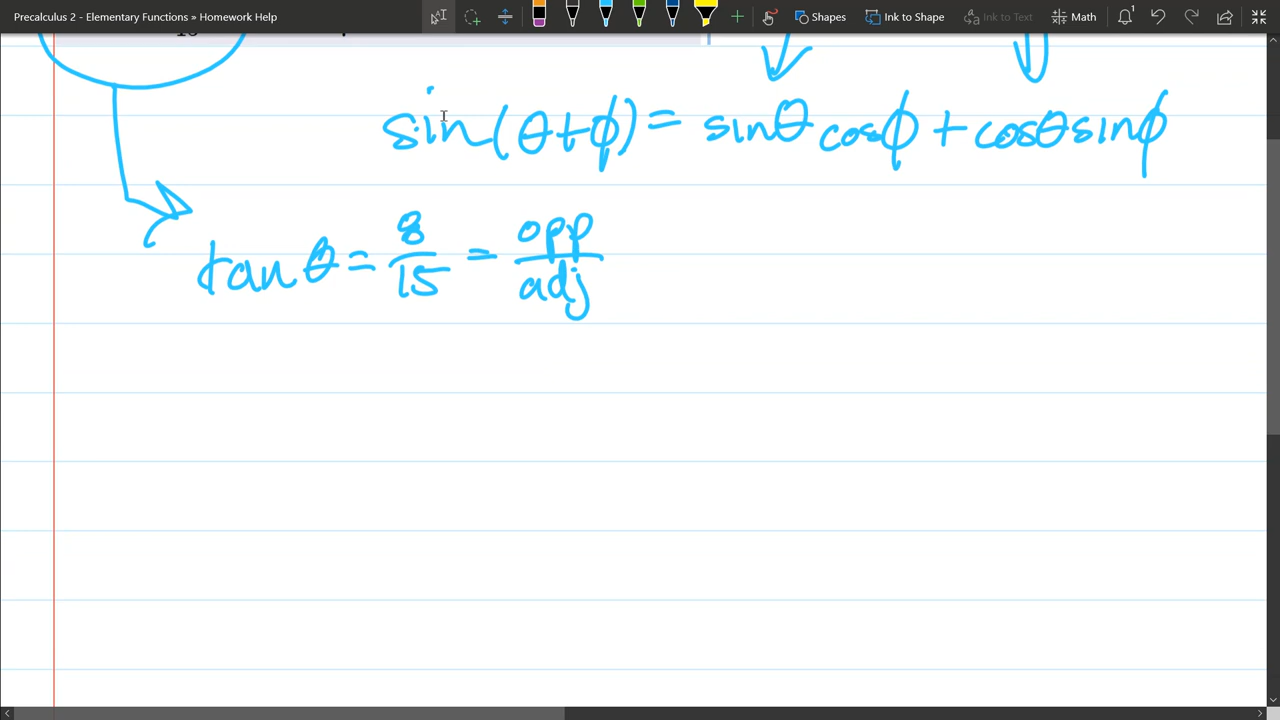 Precalculus 2 - Elementary Functions » Homework Help
Shapes Ink to Shape Ink to Text Math
sin(θ+ϕ) = sinθ cosϕ + cosθ sinϕ
tan θ = 8/15 = opp/adj